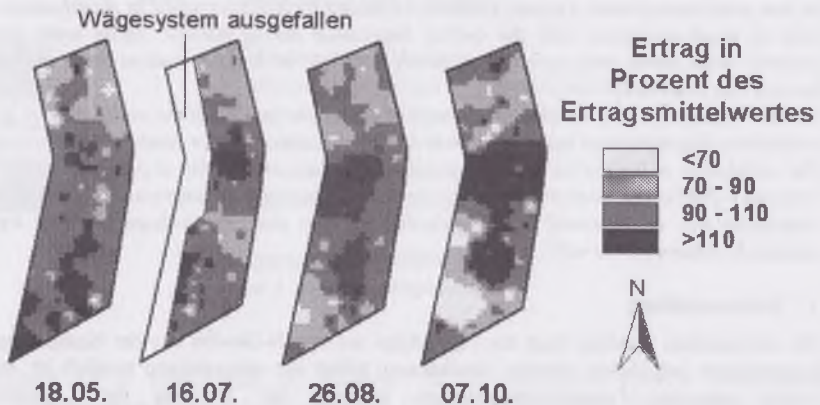 Wägesystem ausgefallen
Ertrag in
Prozent des
Ertragsmittelwertes
<70
70 - 90
90 - 110
>110
N
18.05. 16.07. 26.08. 07.10.